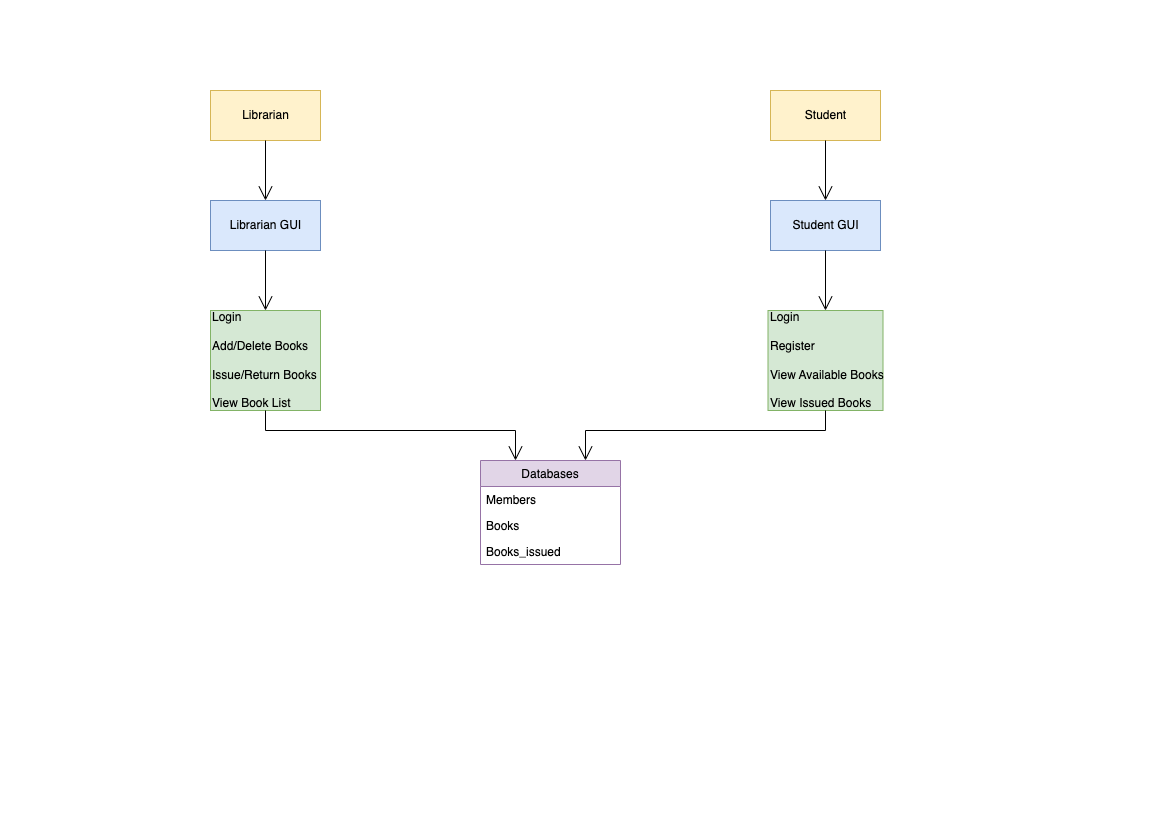 Librarian
Student
Librarian GUI
Student GUI
Login
Add/Delete Books
Issue/Return Books
View Book List
Login
Register
View Available Books
View Issued Books
Databases
Members
Books
Books_issued